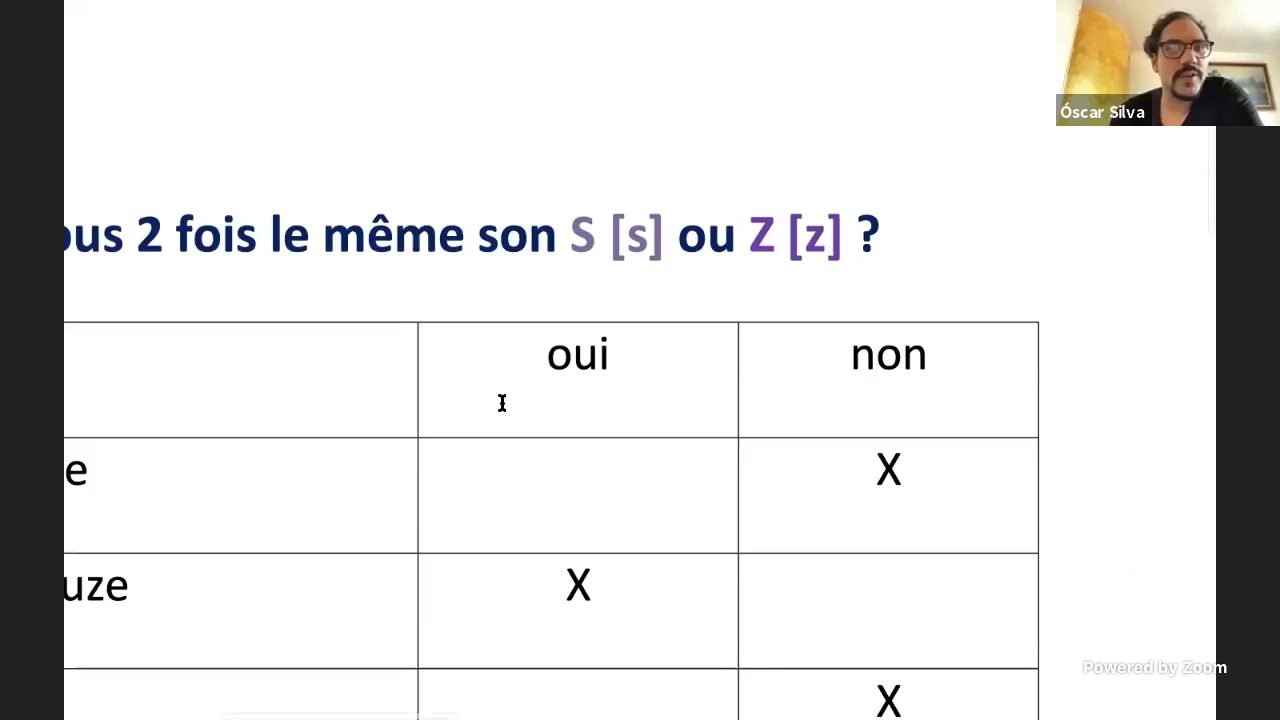 Óscar Silva
ous 2 fois le même son S [s] ou Z [z] ?
oui non
e X
uze X
X
Powered by Zoom